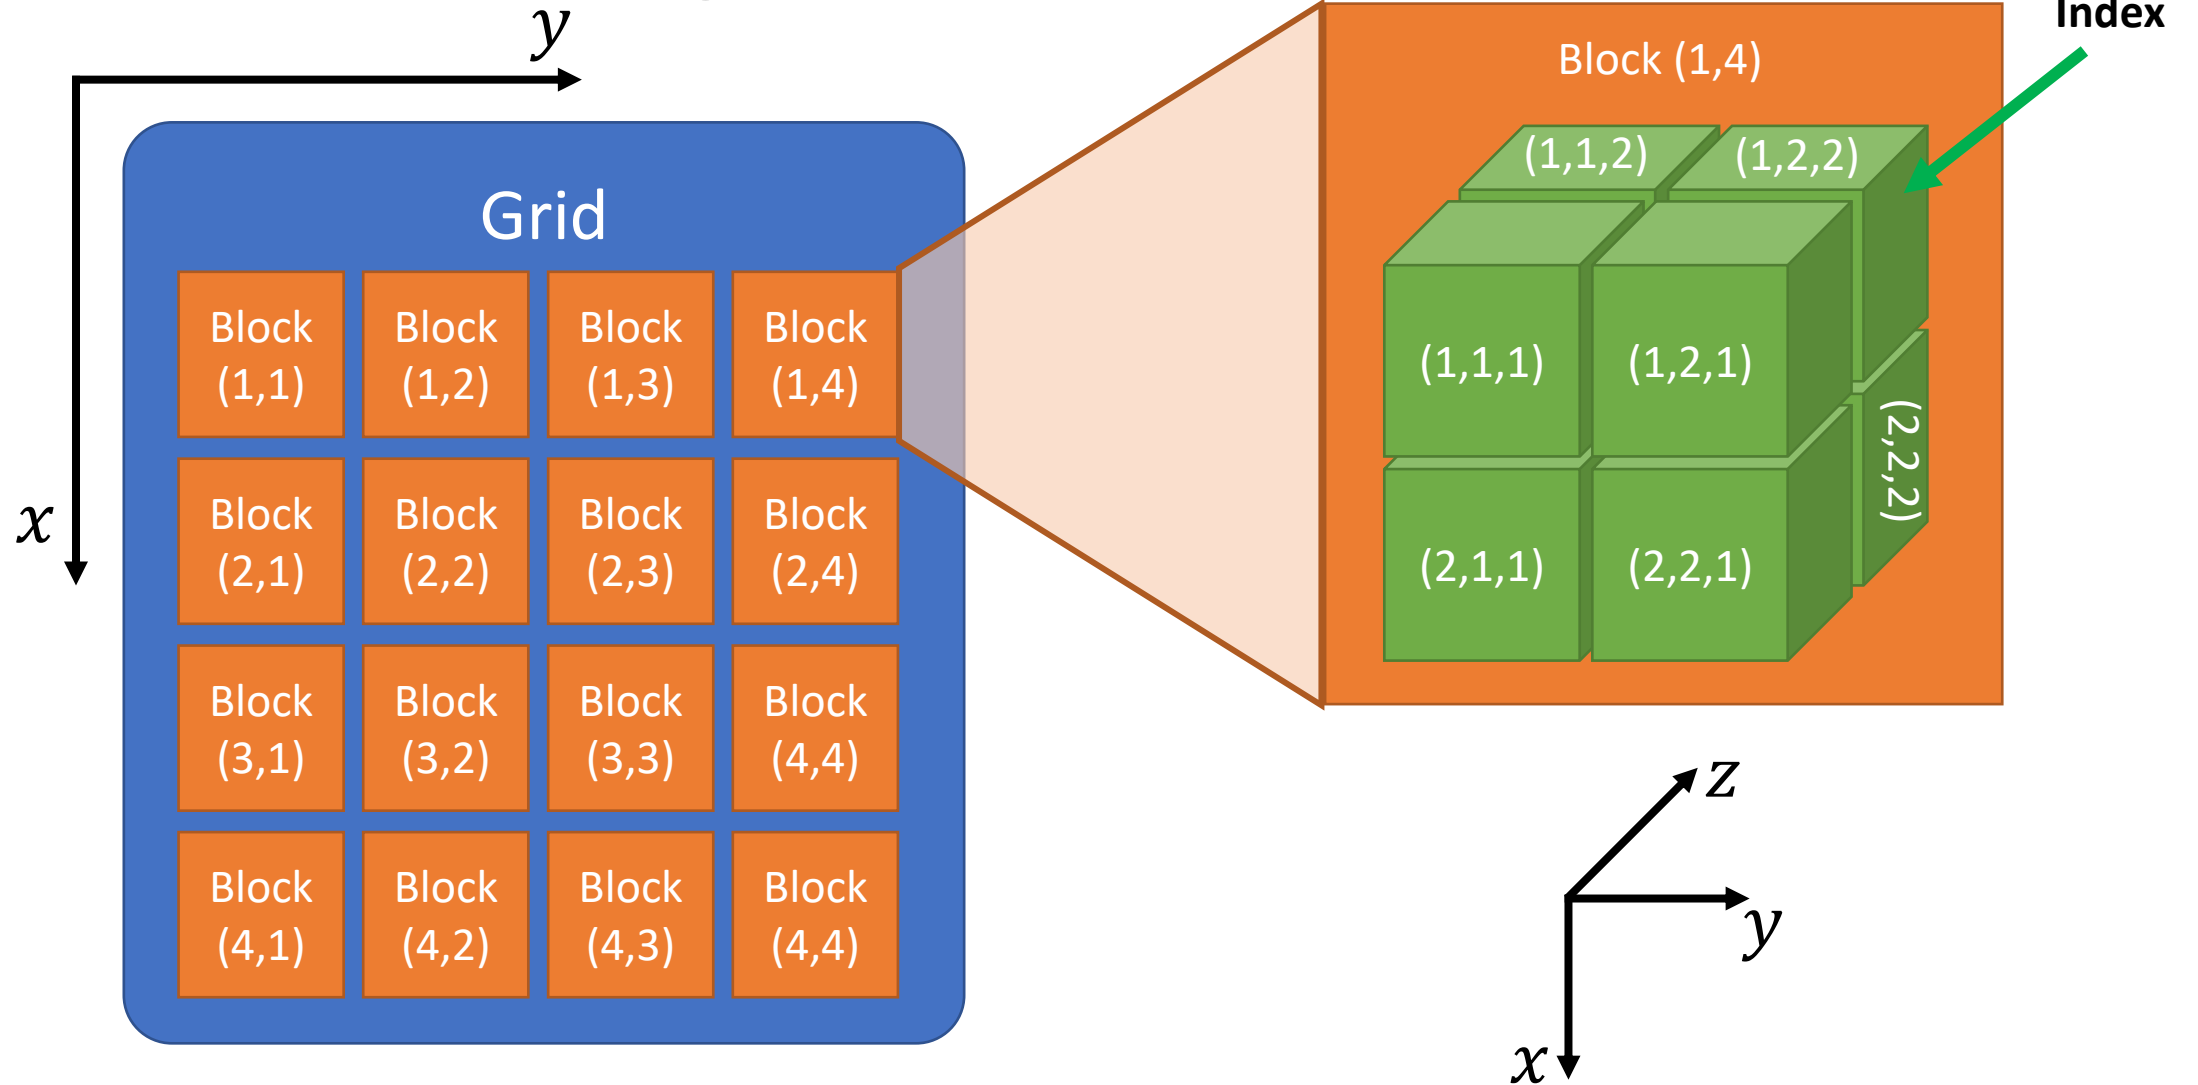 y
x
Grid
Block
(1,1)
Block
(1,2)
Block
(1,3)
Block
(1,4)
Block
(2,1)
Block
(2,2)
Block
(2,3)
Block
(2,4)
Block
(3,1)
Block
(3,2)
Block
(3,3)
Block
(4,4)
Block
(4,1)
Block
(4,2)
Block
(4,3)
Block
(4,4)
Index
Block (1,4)
(1,1,2)
(1,2,2)
(1,1,1)
(1,2,1)
(2,2,2)
(2,1,1)
(2,2,1)
z
y
x